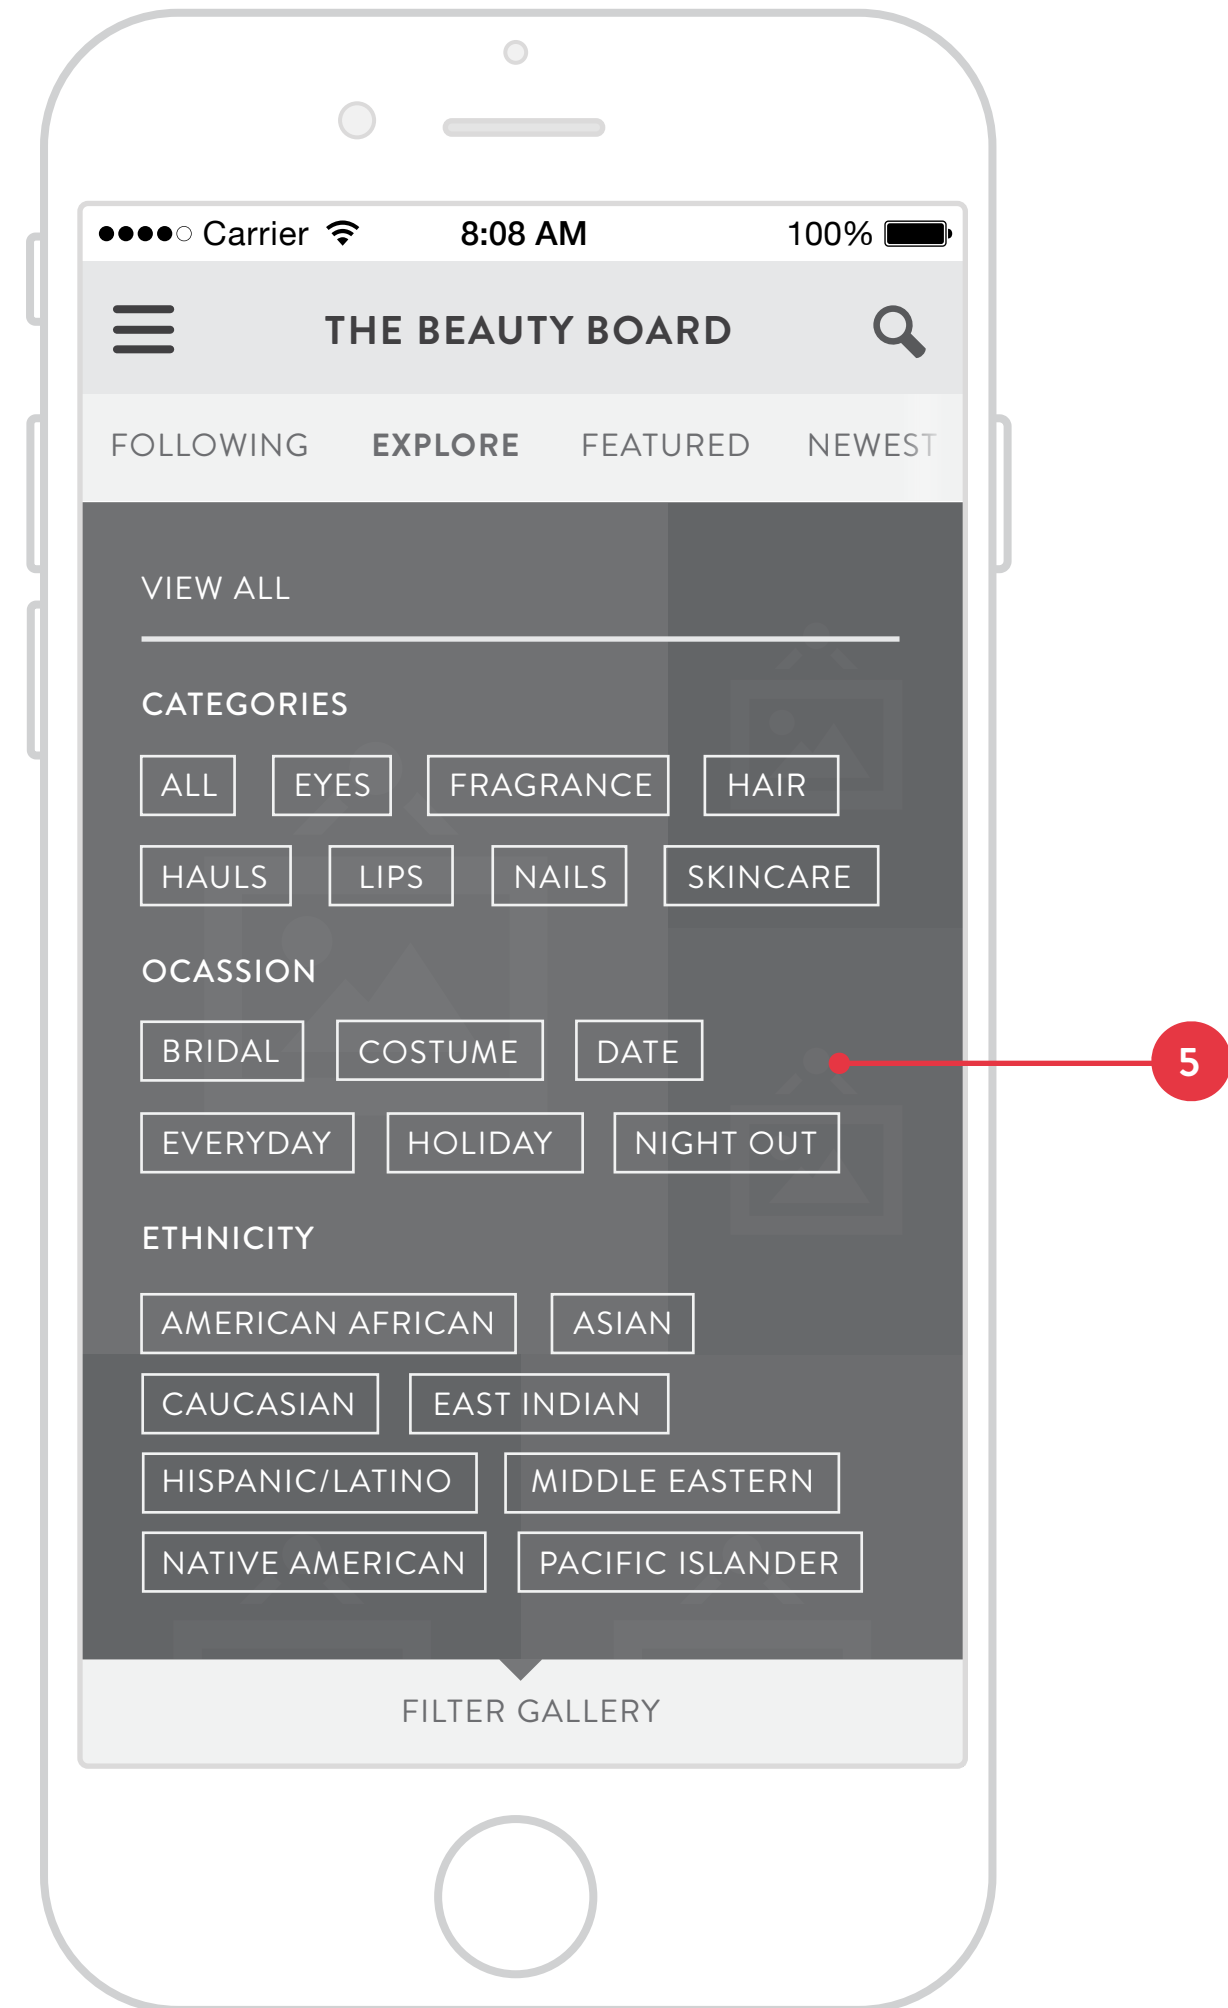 Carrier 8:08 AM 100%
THE BEAUTY BOARD
FOLLOWING EXPLORE FEATURED NEWEST
VIEW ALL
CATEGORIES
ALL EYES FRAGRANCE HAIR
HAULS LIPS NAILS SKINCARE
OCASSION
BRIDAL COSTUME DATE
5
EVERYDAY HOLIDAY NIGHT OUT
ETHNICITY
AMERICAN AFRICAN ASIAN
CAUCASIAN EAST INDIAN
HISPANIC/LATINO MIDDLE EASTERN
NATIVE AMERICAN PACIFIC ISLANDER
FILTER GALLERY